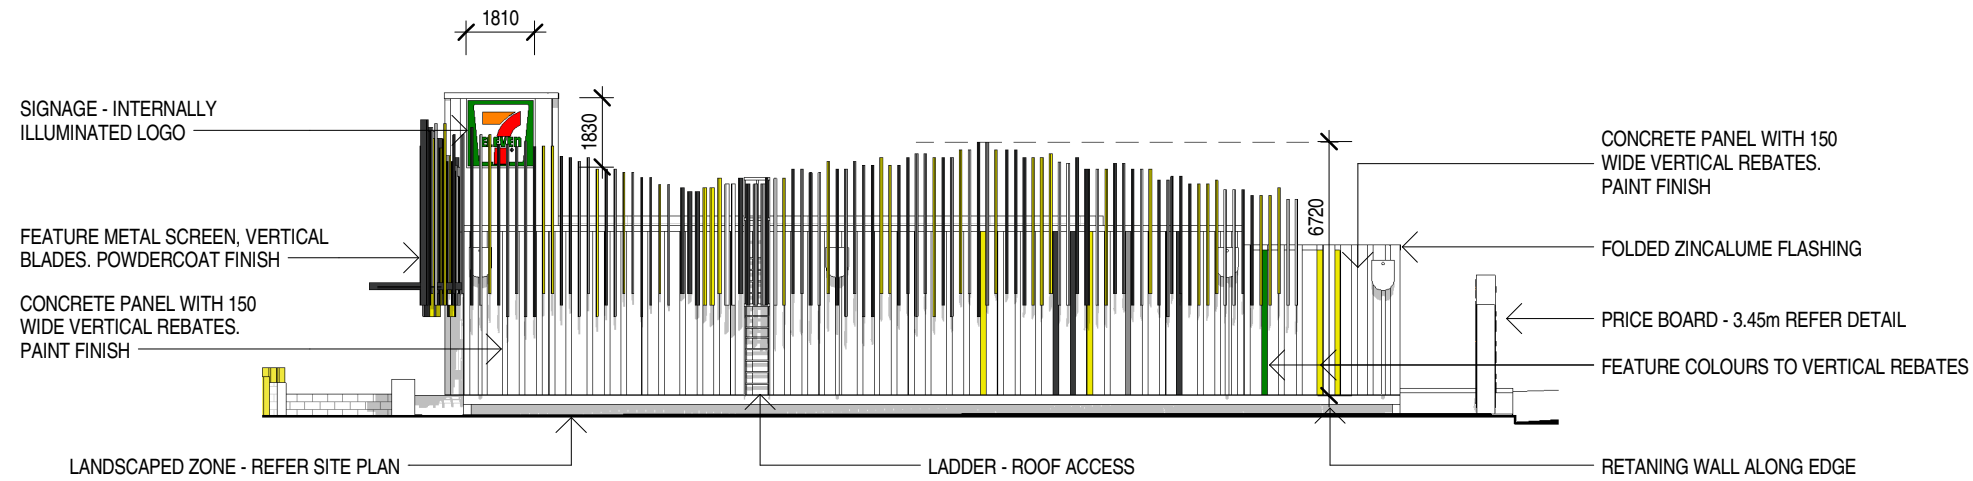 1810
SIGNAGE - INTERNALLY
ILLUMINATED LOGO
7
ELEVEN
1830
CONCRETE PANEL WITH 150
WIDE VERTICAL REBATES.
PAINT FINISH
6720
FEATURE METAL SCREEN, VERTICAL
BLADES. POWDERCOAT FINISH
FOLDED ZINCALUME FLASHING
CONCRETE PANEL WITH 150
WIDE VERTICAL REBATES.
PAINT FINISH
PRICE BOARD - 3.45m REFER DETAIL
FEATURE COLOURS TO VERTICAL REBATES
LANDSCAPED ZONE - REFER SITE PLAN
LADDER - ROOF ACCESS
RETANING WALL ALONG EDGE